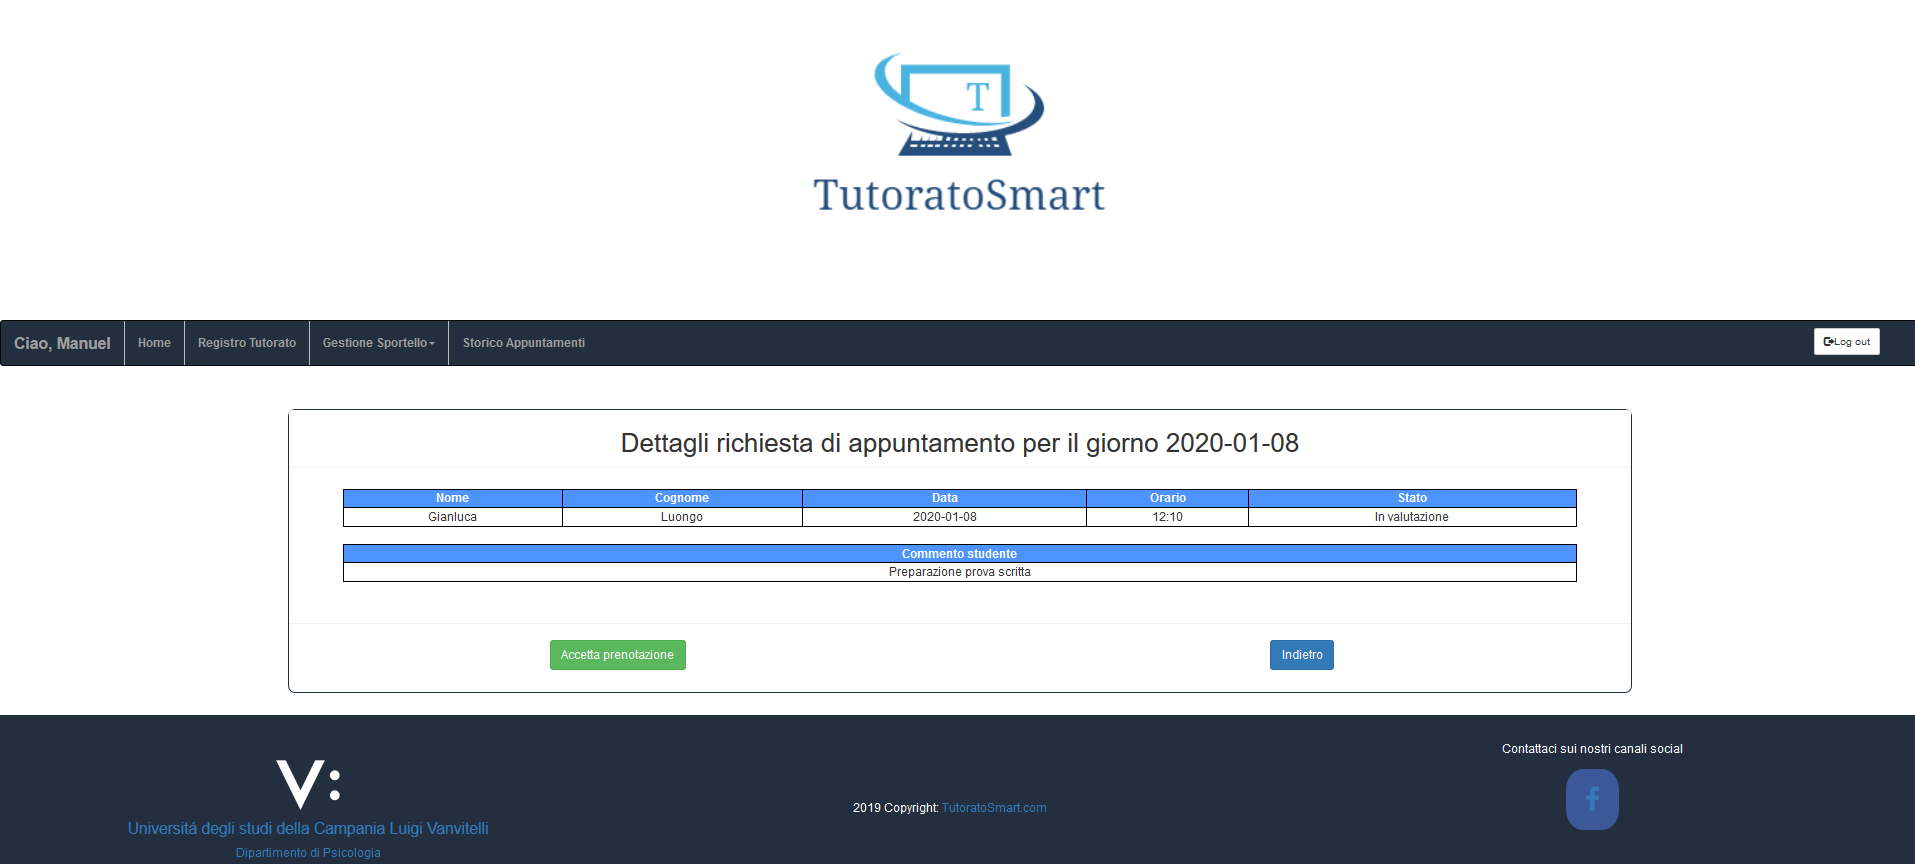 T
TutoratoSmart
Ciao, Manuel Home Registro Tutorato Gestione Sportello Storico Appuntamenti Log out
Dettagli richiesta di appuntamento per il giorno 2020-01-08
Nome Cognome Data Orario Stato
Gianluca Luongo 2020-01-08 12:10 In valutazione
Commento studente
Preparazione prova scritta
Accetta prenotazione Indietro
Contattaci sui nostri canali social
V:
2019 Copyright: TutoratoSmart.com
Universitá degli studi della Campania Luigi Vanvitelli
Dipartimento di Psicologia